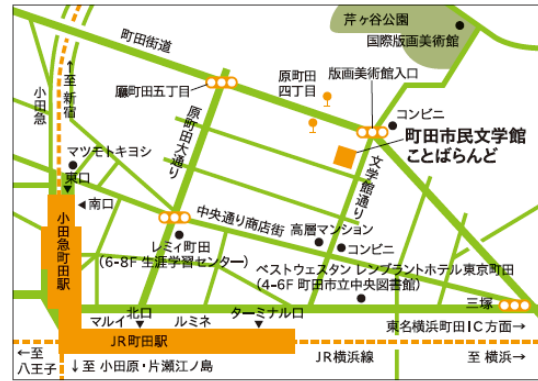 芹ヶ谷公園
国際版画美術館
町田街道
小田急
↑至 新宿
原町田五丁目
原町田
四丁目
版画美術館入口
コンビニ
町田市民文学館
ことばらんど
マツモトキヨシ
東口
南口
原町田大通り
文学館通り
中央通り商店街
高層マンション
コンビニ
レミィ町田
(6-8F 生涯学習センター)
小田急町田駅
ベストウェスタン レンブラントホテル東京町田
(4-6F 町田市立中央図書館)
三塚
北口
マルイ
ルミネ
ターミナル口
東名横浜町田IC方面→
JR町田駅
←至
八王子
↓至 小田原・片瀬江ノ島
JR横浜線
至 横浜→